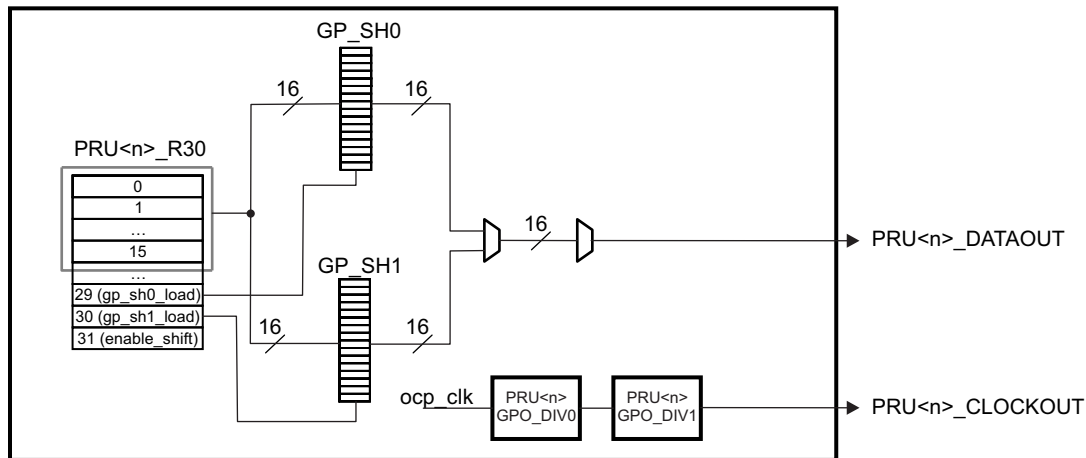 GP_SH0
16
16
PRU<n>_R30
0
1
...
15
...
29 (gp_sh0_load)
30 (gp_sh1_load)
31 (enable_shift)
16
PRU<n>_DATAOUT
GP_SH1
16
16
ocp_clk
PRU<n>
GPO_DIV0
PRU<n>
GPO_DIV1
PRU<n>_CLOCKOUT